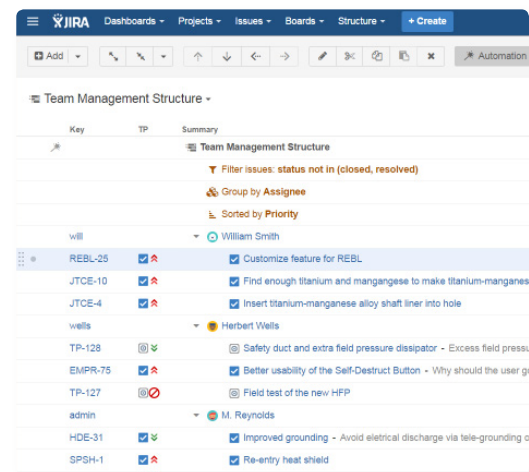 JIRA Dashboards Projects Issues Boards Structure + Create
Add Automation
Team Management Structure
Key TP Summary
Team Management Structure
Filter issues: status not in (closed, resolved)
Group by Assignee
Sorted by Priority
will William Smith
REBL-25 Customize feature for REBL
JTCE-10 Find enough titanium and mangangese to make titanium-manganes
JTCE-4 Insert titanium-manganese alloy shaft liner into hole
wells Herbert Wells
TP-128 Safety duct and extra field pressure dissipator - Excess field pressu
EMPR-75 Better usability of the Self-Destruct Button - Why should the user g
TP-127 Field test of the new HFP
admin M. Reynolds
HDE-31 Improved grounding - Avoid eletrical discharge via tele-grounding o
SPSH-1 Re-entry heat shield